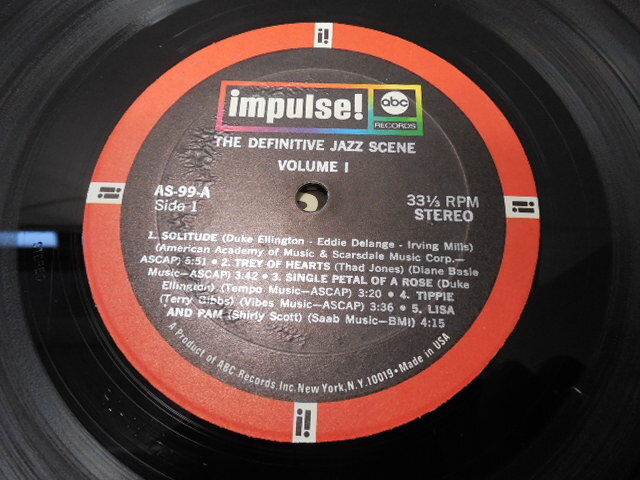 i!
impulse!
abc
RECORDS
THE DEFINITIVE JAZZ SCENE
VOLUME I
AS-99-A
Side 1
33⅓ RPM
STEREO
i!
i!
1. SOLITUDE (Duke Ellington - Eddie Delange - Irving Mills)
(American Academy of Music & Scarsdale Music Corp.—
ASCAP) 5:51 • 2. TREY OF HEARTS (Thad Jones) (Diane Basie
Music—ASCAP) 3:42 • 3. SINGLE PETAL OF A ROSE (Duke
Ellington) (Tempo Music—ASCAP) 3:20 • 4. TIPPIE
(Terry Gibbs) (Vibes Music—ASCAP) 3:36 • 5. LISA
AND PAM (Shirly Scott) (Saab Music—BMI) 4:15
A Product of ABC Records, Inc. New York, N.Y. 10019 • Made in USA
i!